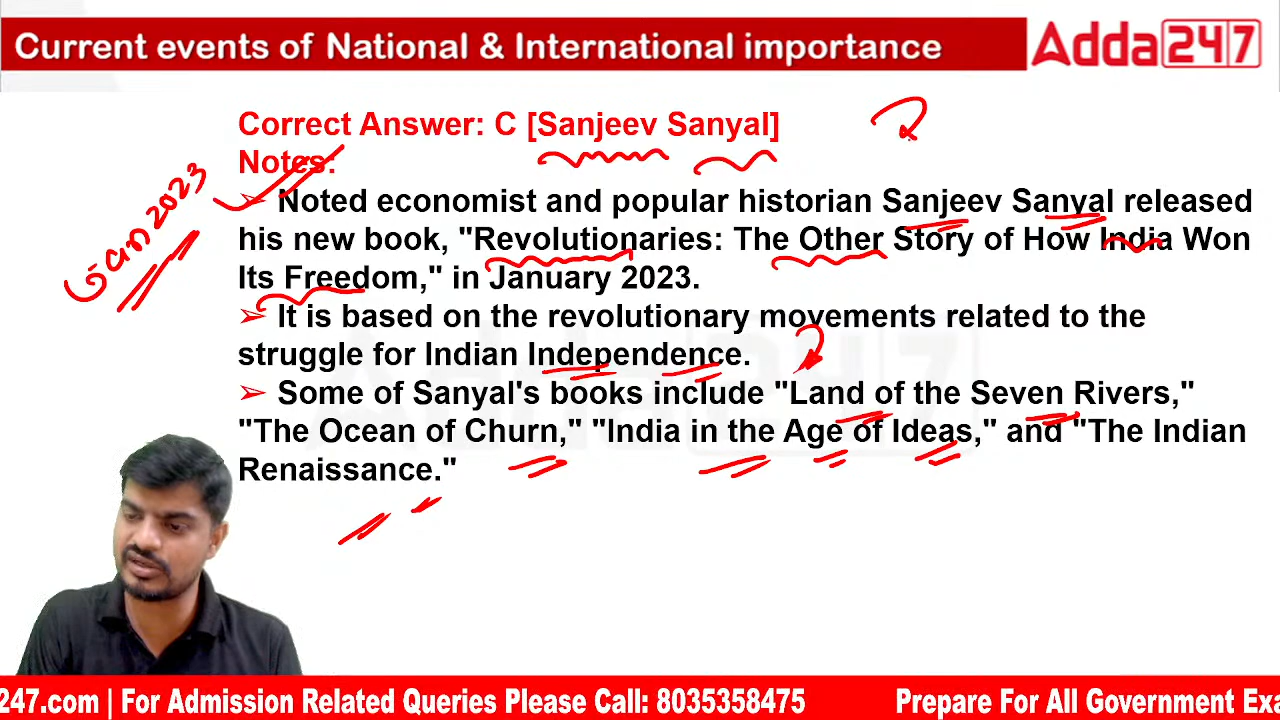 Current events of National & International importance
Adda247
Correct Answer: C [Sanjeev Sanyal]
Notes:
Jan 2023
➢ Noted economist and popular historian Sanjeev Sanyal released
his new book, "Revolutionaries: The Other Story of How India Won
Its Freedom," in January 2023.
➢ It is based on the revolutionary movements related to the
struggle for Indian Independence.
➢ Some of Sanyal's books include "Land of the Seven Rivers,"
"The Ocean of Churn," "India in the Age of Ideas," and "The Indian
Renaissance."
247.com | For Admission Related Queries Please Call: 8035358475 Prepare For All Government Exa